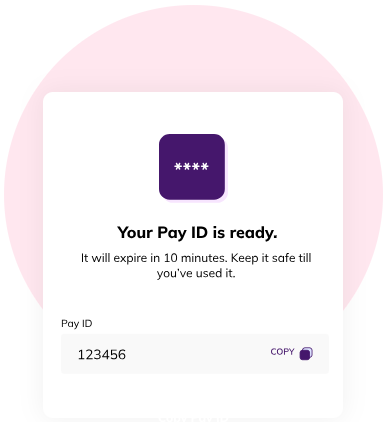 ****
Your Pay ID is ready.
It will expire in 10 minutes. Keep it safe till
you've used it.
Pay ID
123456
COPY